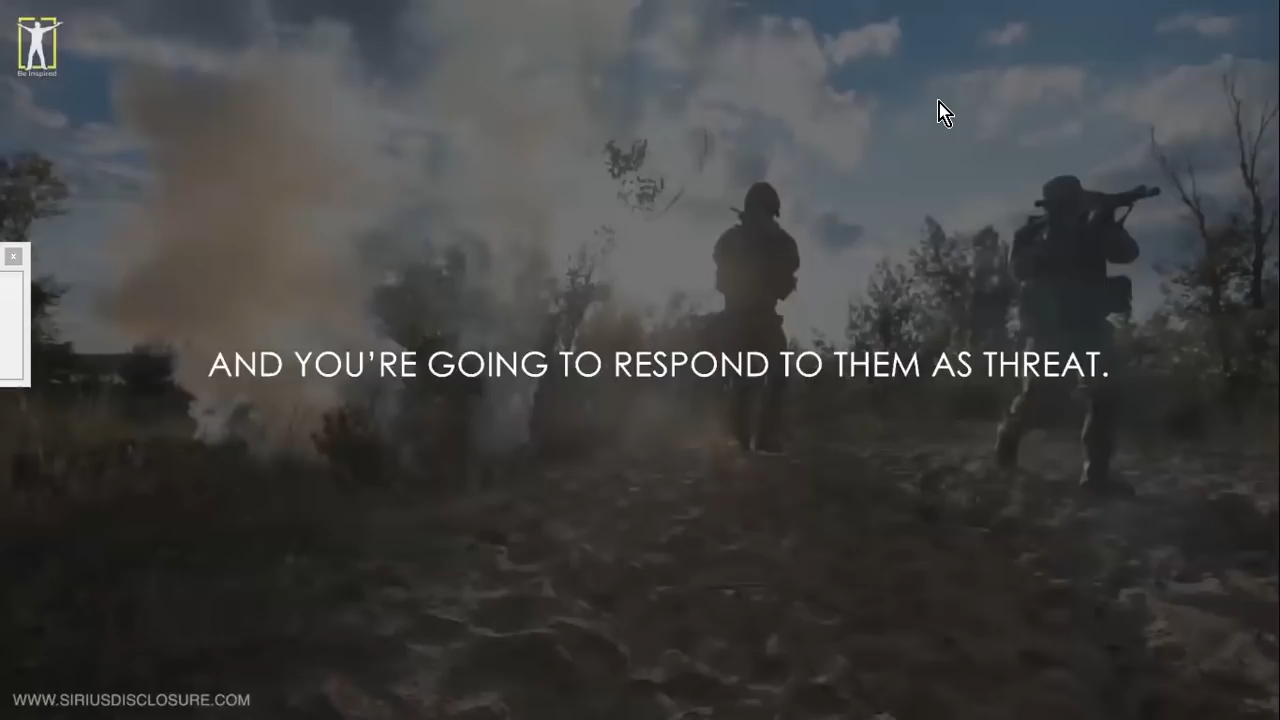 Be Inspired
AND YOU’RE GOING TO RESPOND TO THEM AS THREAT.
x
WWW.SIRIUSDISCLOSURE.COM